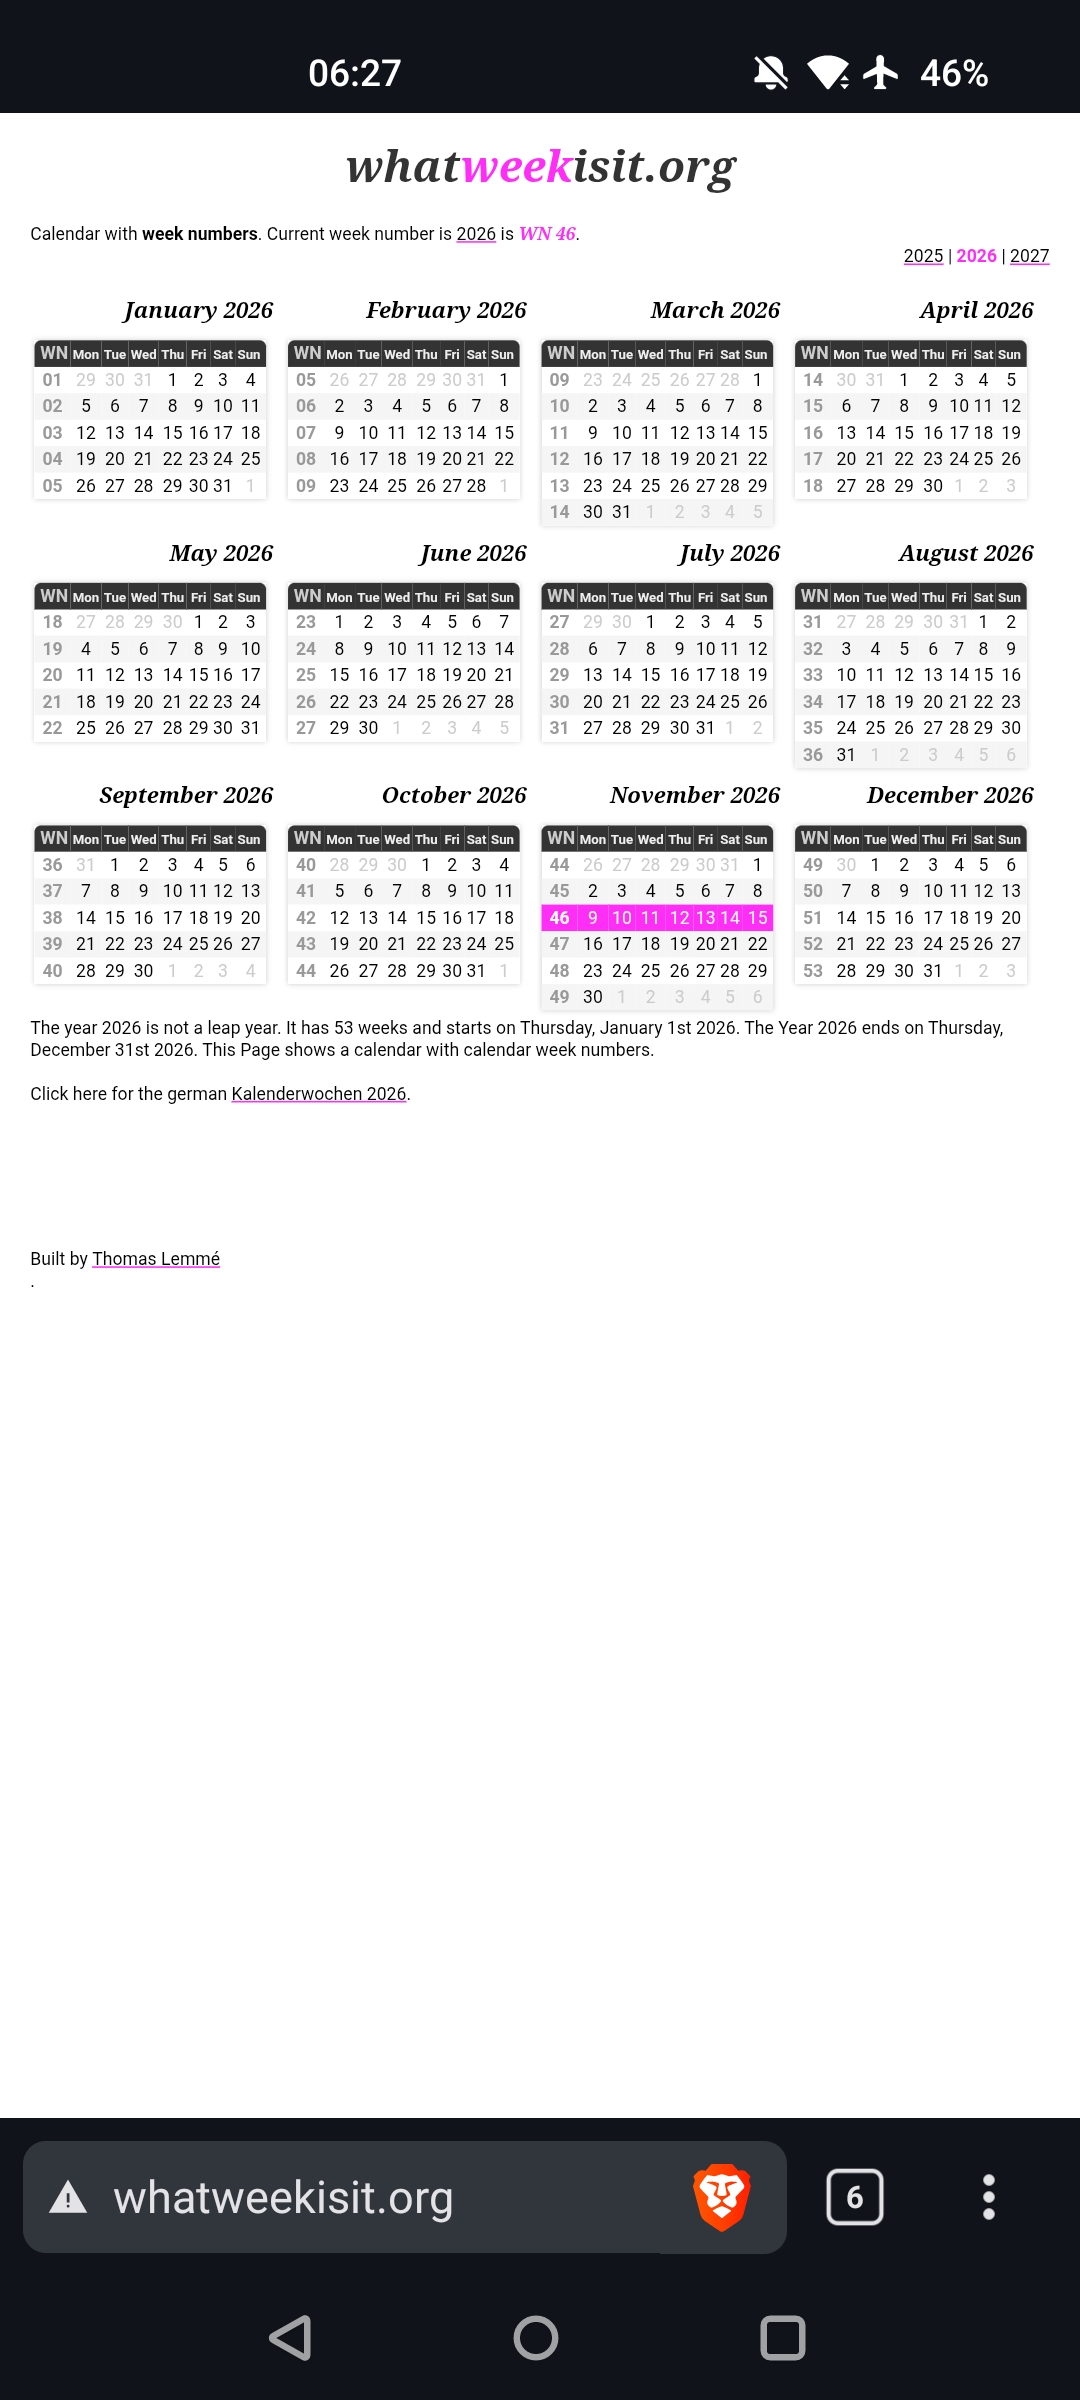 06:27 46%
whatweekisit.org
Calendar with week numbers. Current week number is 2026 is WN 46.
2025 | 2026 | 2027
January 2026
WN Mon Tue Wed Thu Fri Sat Sun
01 29 30 31 1 2 3 4
02 5 6 7 8 9 10 11
03 12 13 14 15 16 17 18
04 19 20 21 22 23 24 25
05 26 27 28 29 30 31 1
February 2026
WN Mon Tue Wed Thu Fri Sat Sun
05 26 27 28 29 30 31 1
06 2 3 4 5 6 7 8
07 9 10 11 12 13 14 15
08 16 17 18 19 20 21 22
09 23 24 25 26 27 28 1
March 2026
WN Mon Tue Wed Thu Fri Sat Sun
09 23 24 25 26 27 28 1
10 2 3 4 5 6 7 8
11 9 10 11 12 13 14 15
12 16 17 18 19 20 21 22
13 23 24 25 26 27 28 29
14 30 31 1 2 3 4 5
April 2026
WN Mon Tue Wed Thu Fri Sat Sun
14 30 31 1 2 3 4 5
15 6 7 8 9 10 11 12
16 13 14 15 16 17 18 19
17 20 21 22 23 24 25 26
18 27 28 29 30 1 2 3
May 2026
WN Mon Tue Wed Thu Fri Sat Sun
18 27 28 29 30 1 2 3
19 4 5 6 7 8 9 10
20 11 12 13 14 15 16 17
21 18 19 20 21 22 23 24
22 25 26 27 28 29 30 31
June 2026
WN Mon Tue Wed Thu Fri Sat Sun
23 1 2 3 4 5 6 7
24 8 9 10 11 12 13 14
25 15 16 17 18 19 20 21
26 22 23 24 25 26 27 28
27 29 30 1 2 3 4 5
July 2026
WN Mon Tue Wed Thu Fri Sat Sun
27 29 30 1 2 3 4 5
28 6 7 8 9 10 11 12
29 13 14 15 16 17 18 19
30 20 21 22 23 24 25 26
31 27 28 29 30 31 1 2
August 2026
WN Mon Tue Wed Thu Fri Sat Sun
31 27 28 29 30 31 1 2
32 3 4 5 6 7 8 9
33 10 11 12 13 14 15 16
34 17 18 19 20 21 22 23
35 24 25 26 27 28 29 30
36 31 1 2 3 4 5 6
September 2026
WN Mon Tue Wed Thu Fri Sat Sun
36 31 1 2 3 4 5 6
37 7 8 9 10 11 12 13
38 14 15 16 17 18 19 20
39 21 22 23 24 25 26 27
40 28 29 30 1 2 3 4
October 2026
WN Mon Tue Wed Thu Fri Sat Sun
40 28 29 30 1 2 3 4
41 5 6 7 8 9 10 11
42 12 13 14 15 16 17 18
43 19 20 21 22 23 24 25
44 26 27 28 29 30 31 1
November 2026
WN Mon Tue Wed Thu Fri Sat Sun
44 26 27 28 29 30 31 1
45 2 3 4 5 6 7 8
46 9 10 11 12 13 14 15
47 16 17 18 19 20 21 22
48 23 24 25 26 27 28 29
49 30 1 2 3 4 5 6
December 2026
WN Mon Tue Wed Thu Fri Sat Sun
49 30 1 2 3 4 5 6
50 7 8 9 10 11 12 13
51 14 15 16 17 18 19 20
52 21 22 23 24 25 26 27
53 28 29 30 31 1 2 3
The year 2026 is not a leap year. It has 53 weeks and starts on Thursday, January 1st 2026. The Year 2026 ends on Thursday,
December 31st 2026. This Page shows a calendar with calendar week numbers.
Click here for the german Kalenderwochen 2026.
Built by Thomas Lemmé
.
whatweekisit.org 6